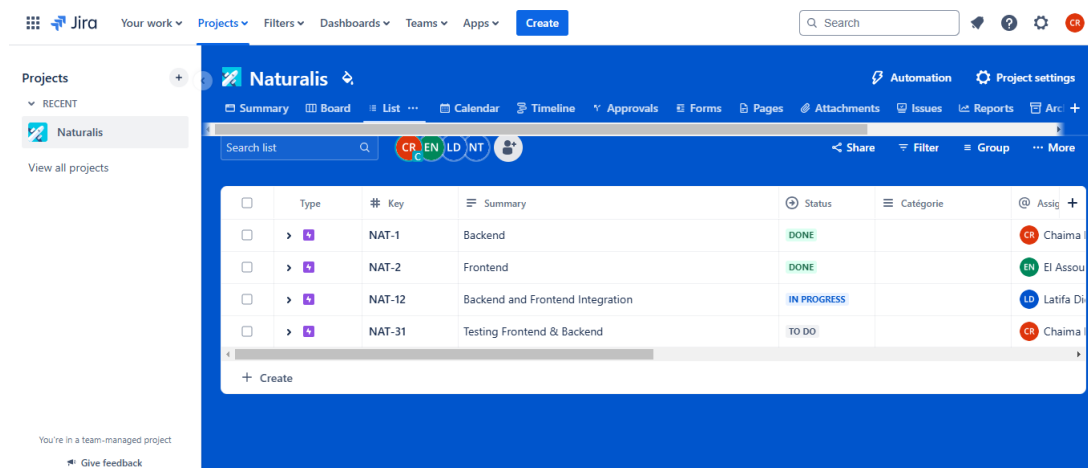 Jira Your work Projects Filters Dashboards Teams Apps Create Search CR
Projects
RECENT
Naturalis
View all projects
You're in a team-managed project
Give feedback
Naturalis Automation Project settings
Summary Board List Calendar Timeline Approvals Forms Pages Attachments Issues Reports Arc
Search list CR C EN LD NT Share Filter Group More
Type Key Summary Status Catégorie Assig
NAT-1 Backend DONE CR Chaima
NAT-2 Frontend DONE EN El Assou
NAT-12 Backend and Frontend Integration IN PROGRESS LD Latifa Di
NAT-31 Testing Frontend & Backend TO DO CR Chaima
Create